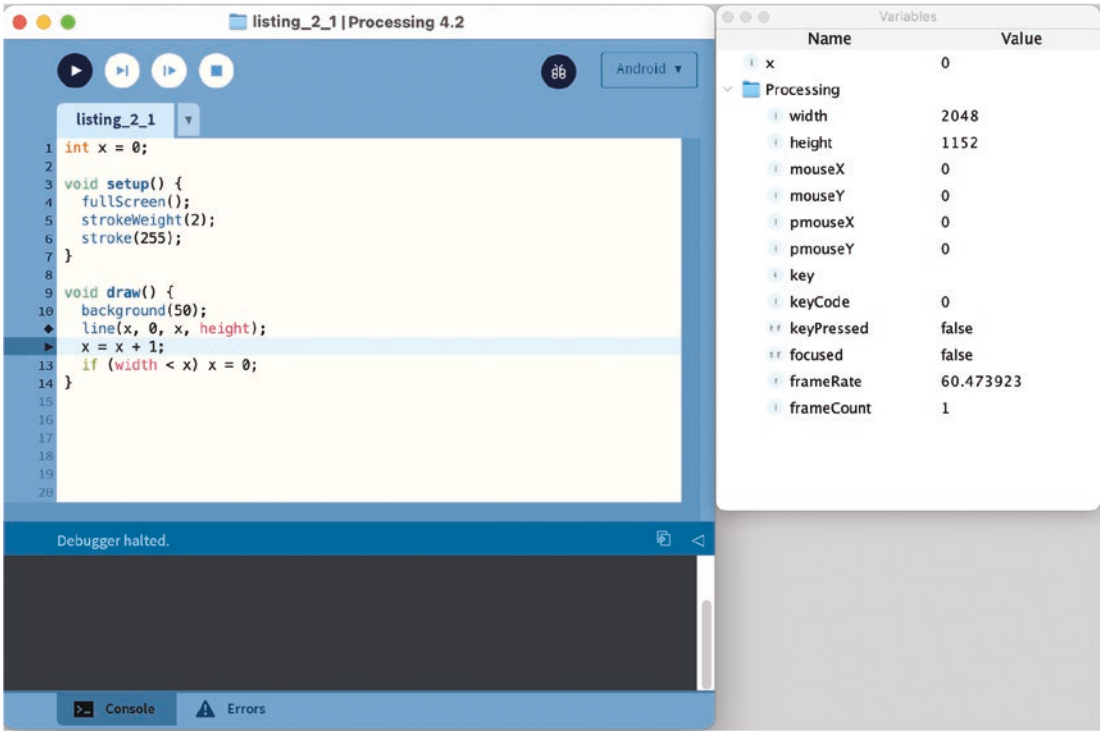 listing_2_1 | Processing 4.2
Android ▼
listing_2_1 ▼
1 int x = 0;
2
3 void setup() {
4 fullScreen();
5 strokeWeight(2);
6 stroke(255);
7 }
8
9 void draw() {
10 background(50);
◆ line(x, 0, x, height);
▶ x = x + 1;
13 if (width < x) x = 0;
14 }
15
16
17
18
19
20
Debugger halted.
Console Errors
Variables
Name Value
I x 0
Processing
I width 2048
I height 1152
I mouseX 0
I mouseY 0
I pmouseX 0
I pmouseY 0
key
I keyCode 0
keyPressed false
focused false
f frameRate 60.473923
I frameCount 1